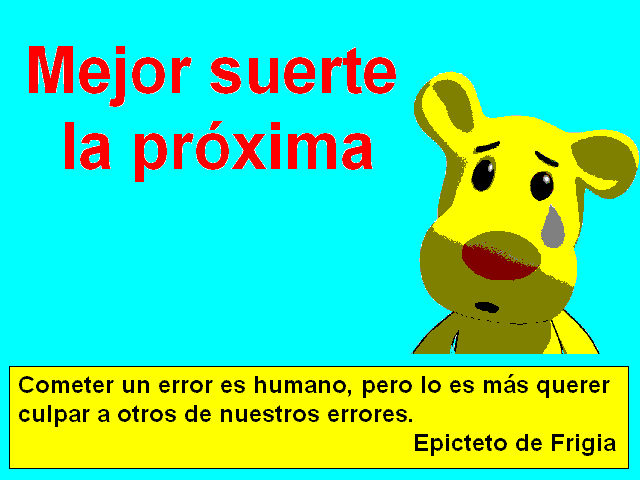 Mejor suerte
la próxima
Cometer un error es humano, pero lo es más querer
culpar a otros de nuestros errores.
Epicteto de Frigia